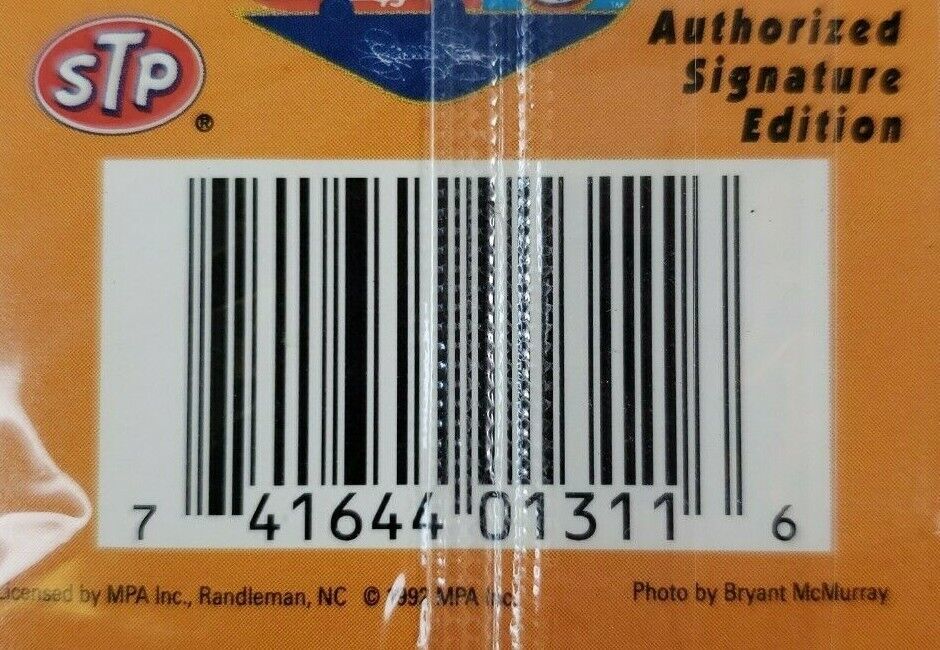 STP
®
Authorized
Signature
Edition
7 41644 01311 6
Licensed by MPA Inc., Randleman, NC © 1992 MPA Inc.
Photo by Bryant McMurray